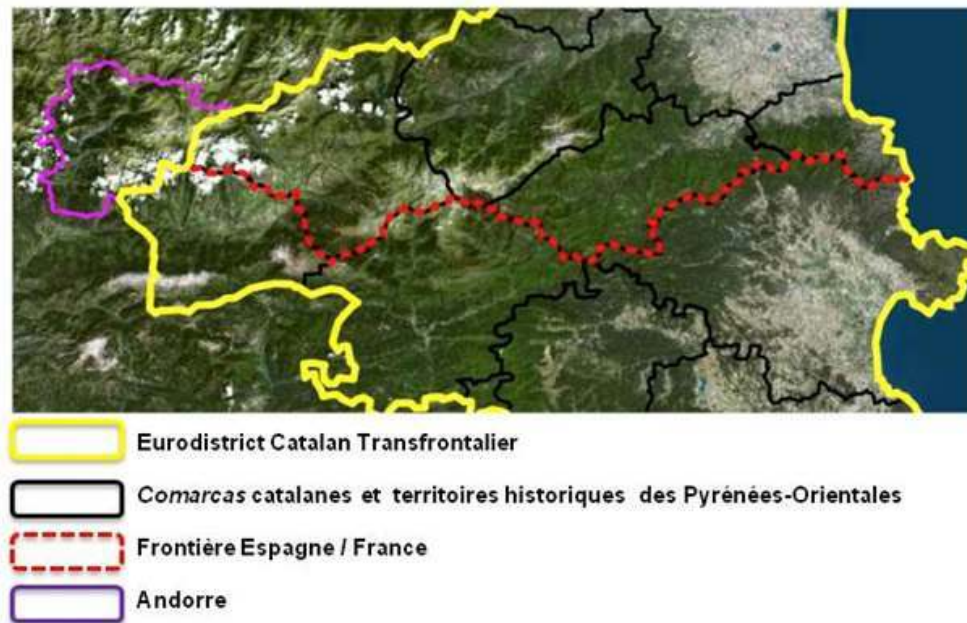 Eurodistrict Catalan Transfrontalier
Comarcas catalanes et territoires historiques des Pyrénées-Orientales
Frontière Espagne / France
Andorre